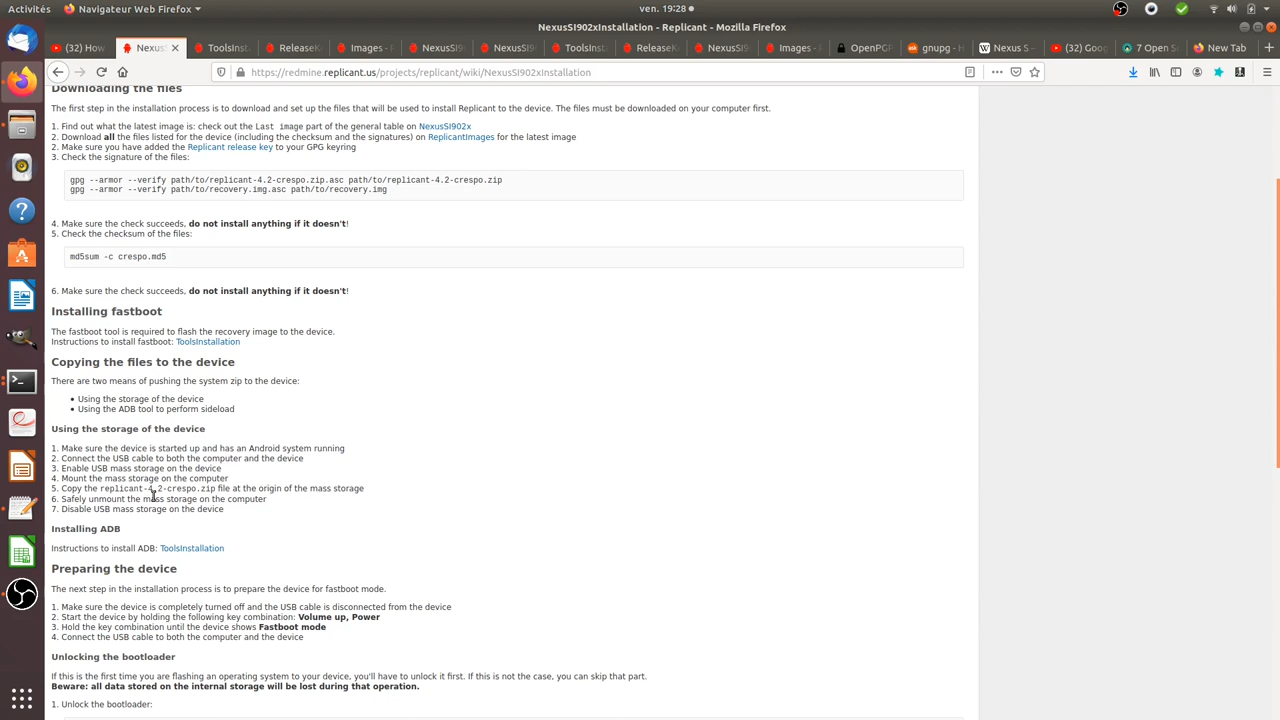 Activités
Navigateur Web Firefox
ven. 19:28
NexusSI902xInstallation - Replicant - Mozilla Firefox
(32) How
Nexus
ToolsInst
ReleaseK
Images - F
NexusSI9
NexusSI9
ToolsInst
ReleaseK
NexusSI9
Images - F
OpenPGP
gnupg - H
Nexus S -
(32) Goog
7 Open S
New Tab
https://redmine.replicant.us/projects/replicant/wiki/NexusSI902xInstallation
Downloading the files
The first step in the installation process is to download and set up the files that will be used to install Replicant to the device. The files must be downloaded on your computer first.
1. Find out what the latest image is: check out the Last image part of the general table on NexusSI902x
2. Download all the files listed for the device (including the checksum and the signatures) on ReplicantImages for the latest image
2. Make sure you have added the Replicant release key to your GPG keyring
3. Check the signature of the files:
gpg --armor --verify path/to/replicant-4.2-crespo.zip.asc path/to/replicant-4.2-crespo.zip
gpg --armor --verify path/to/recovery.img.asc path/to/recovery.img
4. Make sure the check succeeds, do not install anything if it doesn't!
5. Check the checksum of the files:
md5sum -c crespo.md5
6. Make sure the check succeeds, do not install anything if it doesn't!
Installing fastboot
The fastboot tool is required to flash the recovery image to the device.
Instructions to install fastboot: ToolsInstallation
Copying the files to the device
There are two means of pushing the system zip to the device:
• Using the storage of the device
• Using the ADB tool to perform sideload
Using the storage of the device
1. Make sure the device is started up and has an Android system running
2. Connect the USB cable to both the computer and the device
3. Enable USB mass storage on the device
4. Mount the mass storage on the computer
5. Copy the replicant-4.2-crespo.zip file at the origin of the mass storage
6. Safely unmount the mass storage on the computer
7. Disable USB mass storage on the device
Installing ADB
Instructions to install ADB: ToolsInstallation
Preparing the device
The next step in the installation process is to prepare the device for fastboot mode.
1. Make sure the device is completely turned off and the USB cable is disconnected from the device
2. Start the device by holding the following key combination: Volume up, Power
3. Hold the key combination until the device shows Fastboot mode
4. Connect the USB cable to both the computer and the device
Unlocking the bootloader
If this is the first time you are flashing an operating system to your device, you'll have to unlock it first. If this is not the case, you can skip that part.
Beware: all data stored on the internal storage will be lost during that operation.
1. Unlock the bootloader: